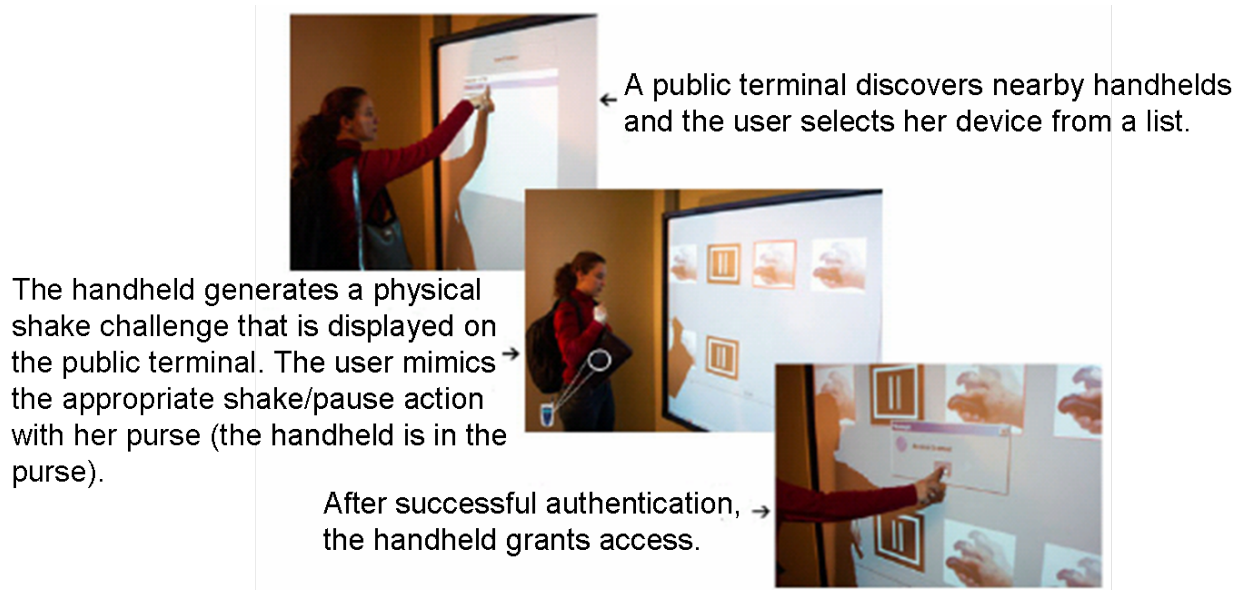 A public terminal discovers nearby handhelds
and the user selects her device from a list.
The handheld generates a physical
shake challenge that is displayed on
the public terminal. The user mimics
the appropriate shake/pause action
with her purse (the handheld is in the
purse).
After successful authentication,
the handheld grants access.